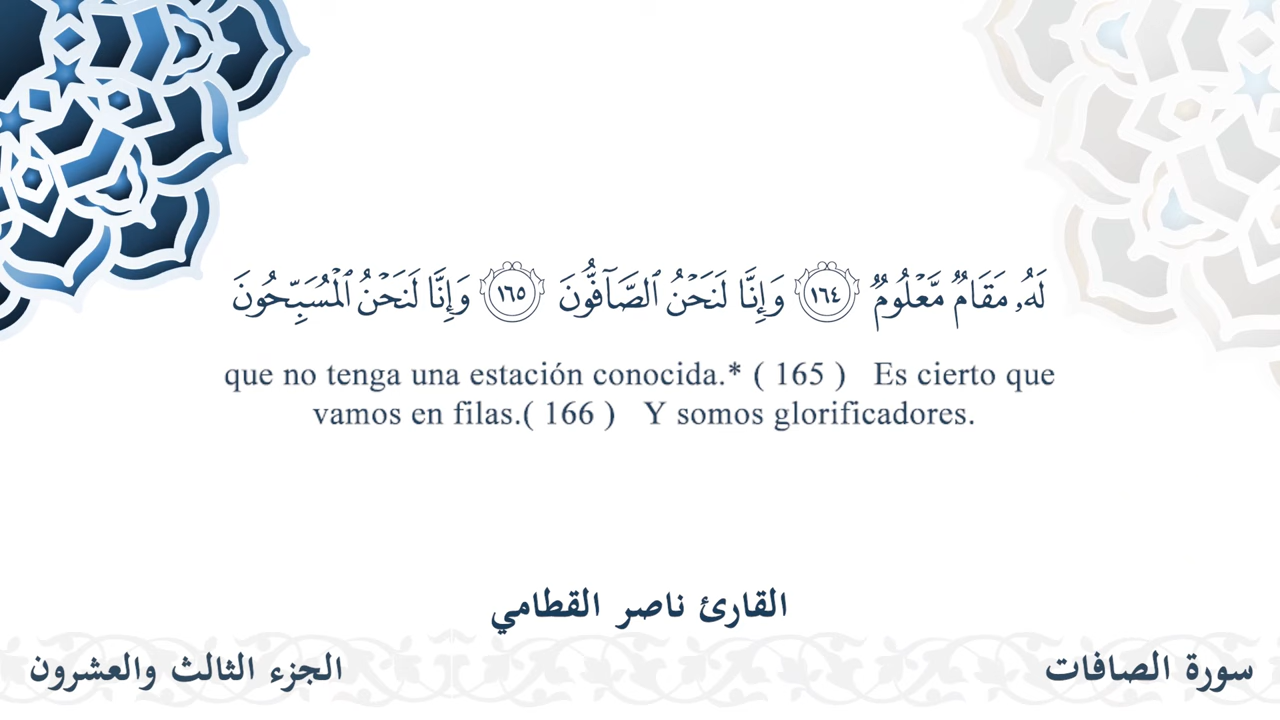 لَهُۥ مَقَامٌ مَّعْلُومٌ ١٦٤ وَإِنَّا لَنَحْنُ ٱلصَّآفُّونَ ١٦٥ وَإِنَّا لَنَحْنُ ٱلْمُسَبِّحُونَ
que no tenga una estación conocida.* ( 165 ) Es cierto que
vamos en filas.( 166 ) Y somos glorificadores.
القارئ ناصر القطامي
سورة الصافات
الجزء الثالث والعشرون